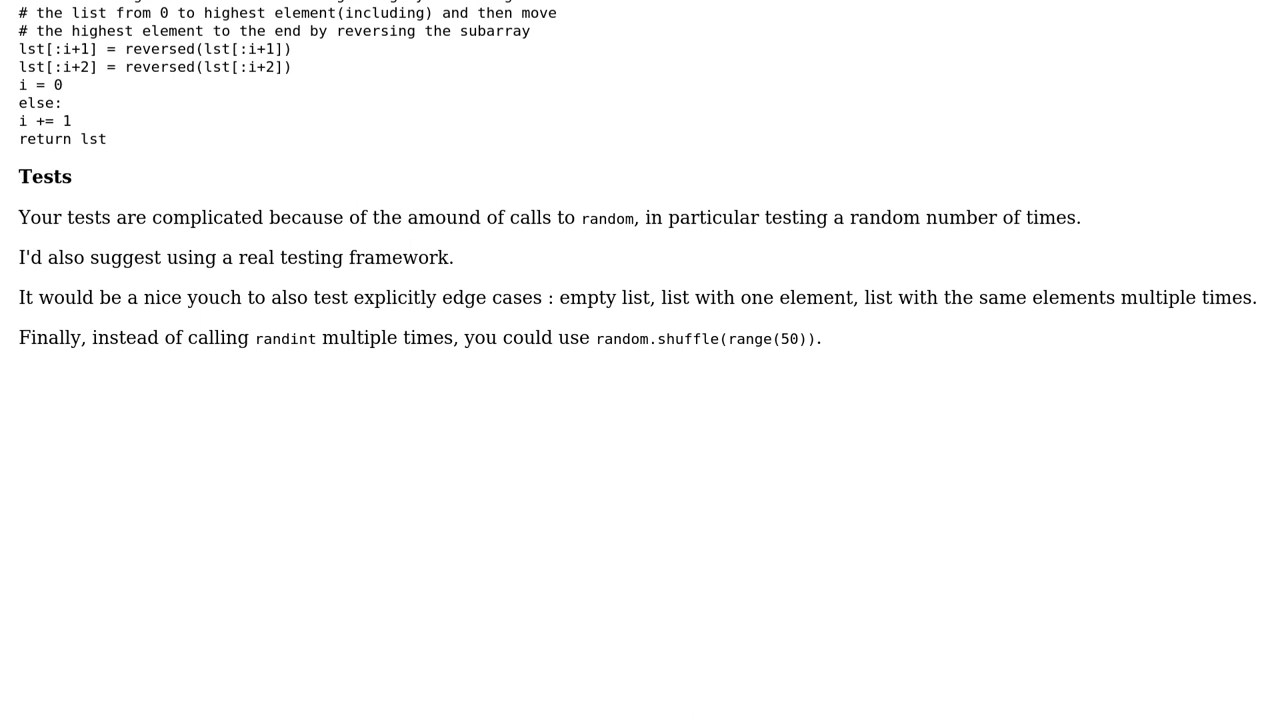 # the list from 0 to highest element(including) and then move
# the highest element to the end by reversing the subarray
lst[:i+1] = reversed(lst[:i+1])
lst[:i+2] = reversed(lst[:i+2])
i = 0
else:
i += 1
return lst
Tests
Your tests are complicated because of the amound of calls to random, in particular testing a random number of times.
I'd also suggest using a real testing framework.
It would be a nice youch to also test explicitly edge cases : empty list, list with one element, list with the same elements multiple times.
Finally, instead of calling randint multiple times, you could use random.shuffle(range(50)).